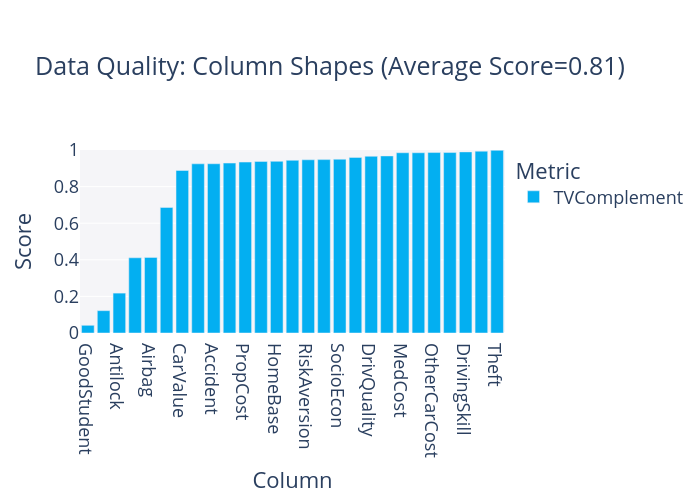 Data Quality: Column Shapes (Average Score=0.81)
1
0.8
0.6
0.4
0.2
0
Score
GoodStudent
Antilock
Airbag
CarValue
Accident
PropCost
HomeBase
RiskAversion
SocioEcon
DrivQuality
MedCost
OtherCarCost
DrivingSkill
Theft
Column
Metric
TVComplement